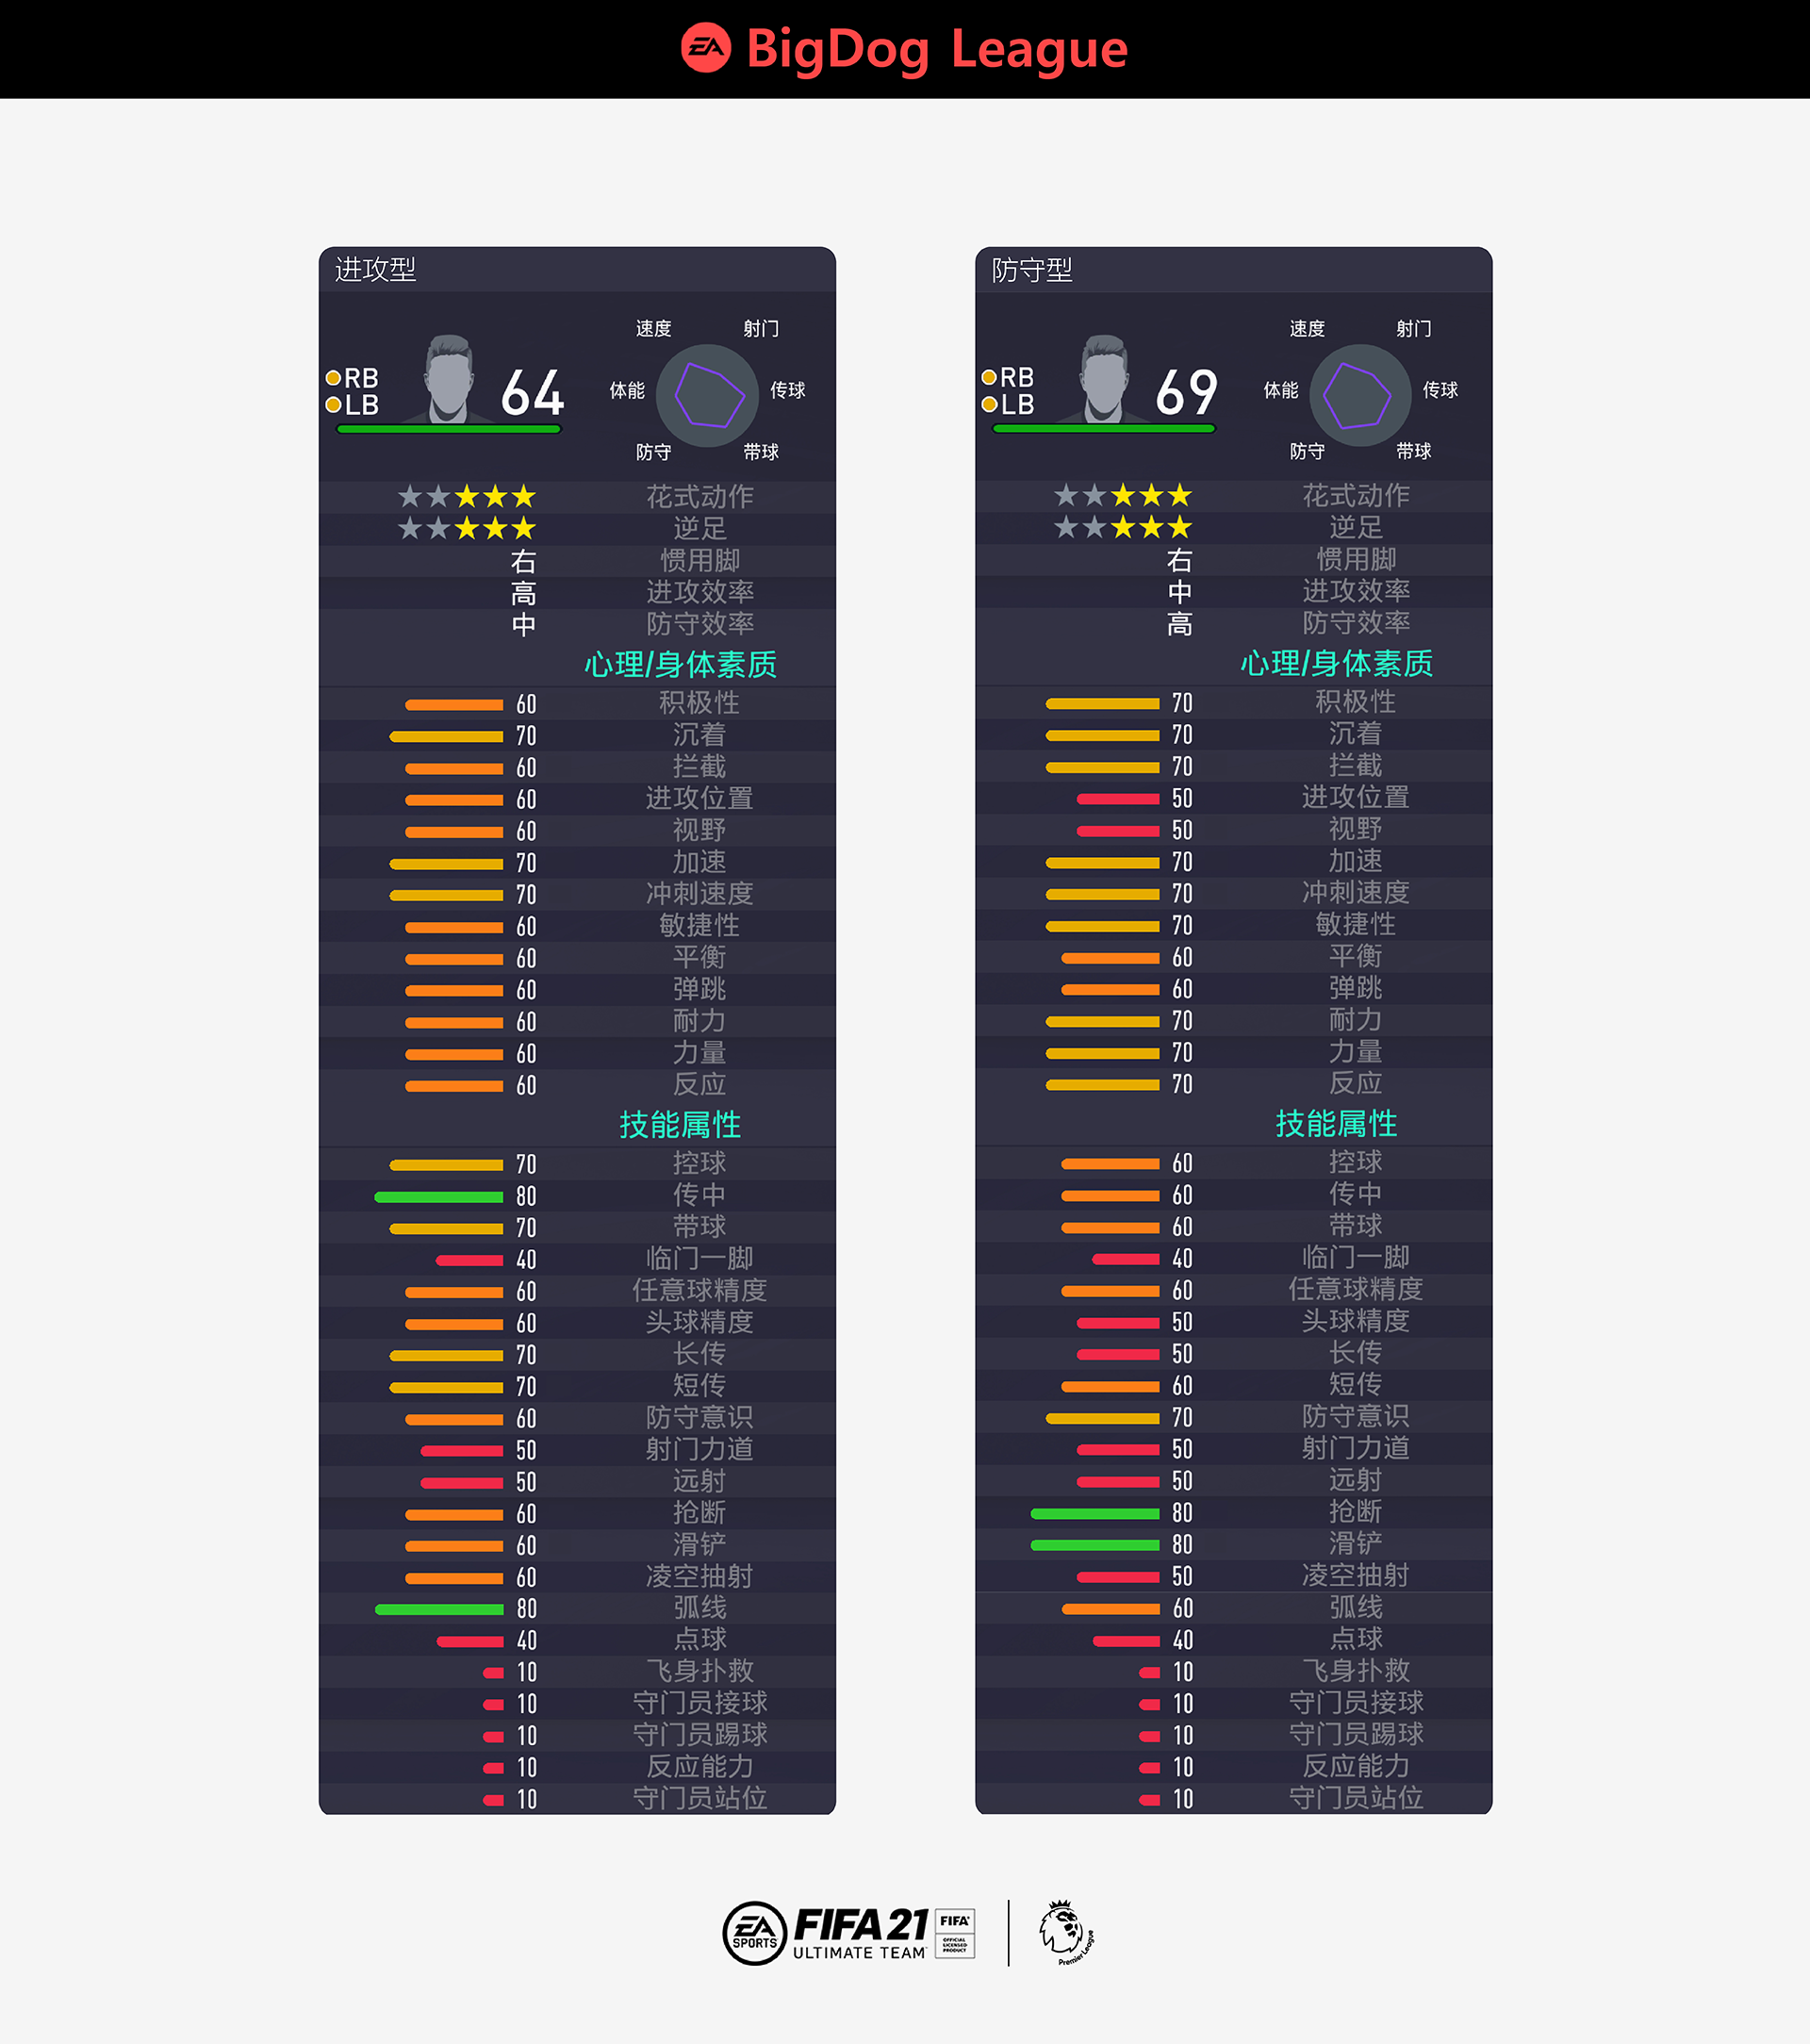 EA BigDog League
进攻型
RB
LB
64
速度 射门
体能 传球
防守 带球
★★★★★ 花式动作
★★★★★ 逆足
右 惯用脚
高 进攻效率
中 防守效率
心理/身体素质
60 积极性
70 沉着
60 拦截
60 进攻位置
60 视野
70 加速
70 冲刺速度
60 敏捷性
60 平衡
60 弹跳
60 耐力
60 力量
60 反应
技能属性
70 控球
80 传中
70 带球
40 临门一脚
60 任意球精度
60 头球精度
70 长传
70 短传
60 防守意识
50 射门力道
50 远射
60 抢断
60 滑铲
60 凌空抽射
80 弧线
40 点球
10 飞身扑救
10 守门员接球
10 守门员踢球
10 反应能力
10 守门员站位
防守型
RB
LB
69
速度 射门
体能 传球
防守 带球
★★★★★ 花式动作
★★★★★ 逆足
右 惯用脚
中 进攻效率
高 防守效率
心理/身体素质
70 积极性
70 沉着
70 拦截
50 进攻位置
50 视野
70 加速
70 冲刺速度
70 敏捷性
60 平衡
60 弹跳
70 耐力
70 力量
70 反应
技能属性
60 控球
60 传中
60 带球
40 临门一脚
60 任意球精度
50 头球精度
50 长传
60 短传
70 防守意识
50 射门力道
50 远射
80 抢断
80 滑铲
50 凌空抽射
60 弧线
40 点球
10 飞身扑救
10 守门员接球
10 守门员踢球
10 反应能力
10 守门员站位
EA SPORTS
FIFA 21
ULTIMATE TEAM
FIFA
OFFICIAL
LICENSED
PRODUCT
Premier League